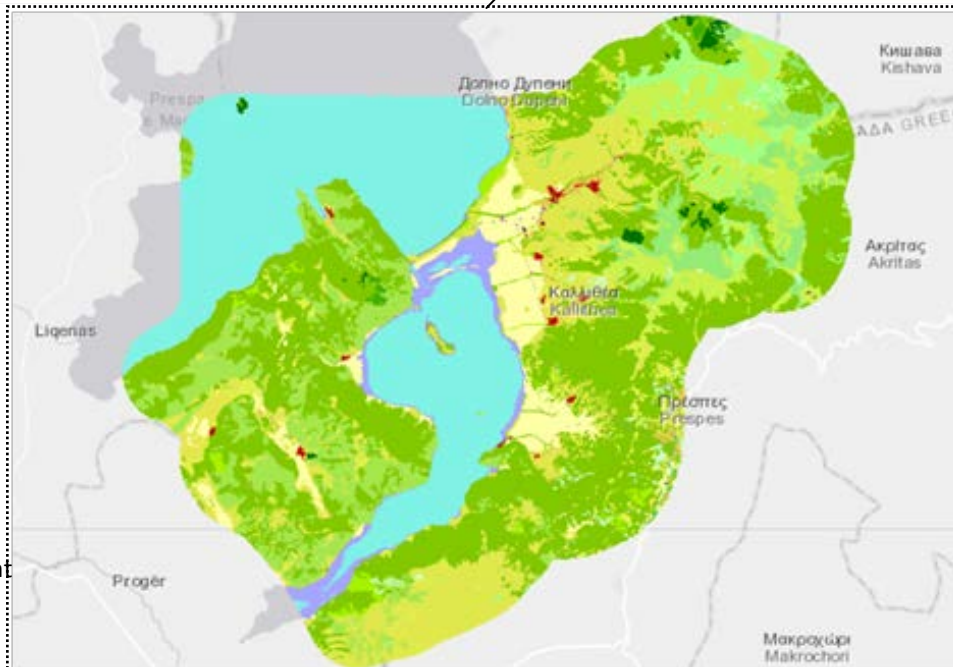 Кишава
Kishava
Долно Дупени
Dolno Dupeni
Prespa
ΑΔΑ GREE
Ακρίτας
Akritas
Καλλιθέα
Kallithea
Liqenas
Πρέσπες
Prespes
Progër
Μακροχώρι
Makrochori